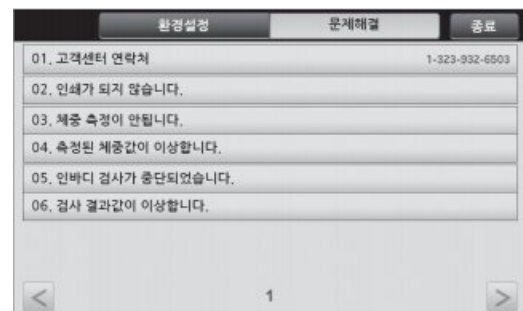 환경설정 문제해결 종료
01. 고객센터 연락처 1-323-932-6503
02. 인쇄가 되지 않습니다.
03. 체중 측정이 안됩니다.
04. 측정된 체중값이 이상합니다.
05. 인바디 검사가 중단되었습니다.
06. 검사 결과값이 이상합니다.
< 1 >